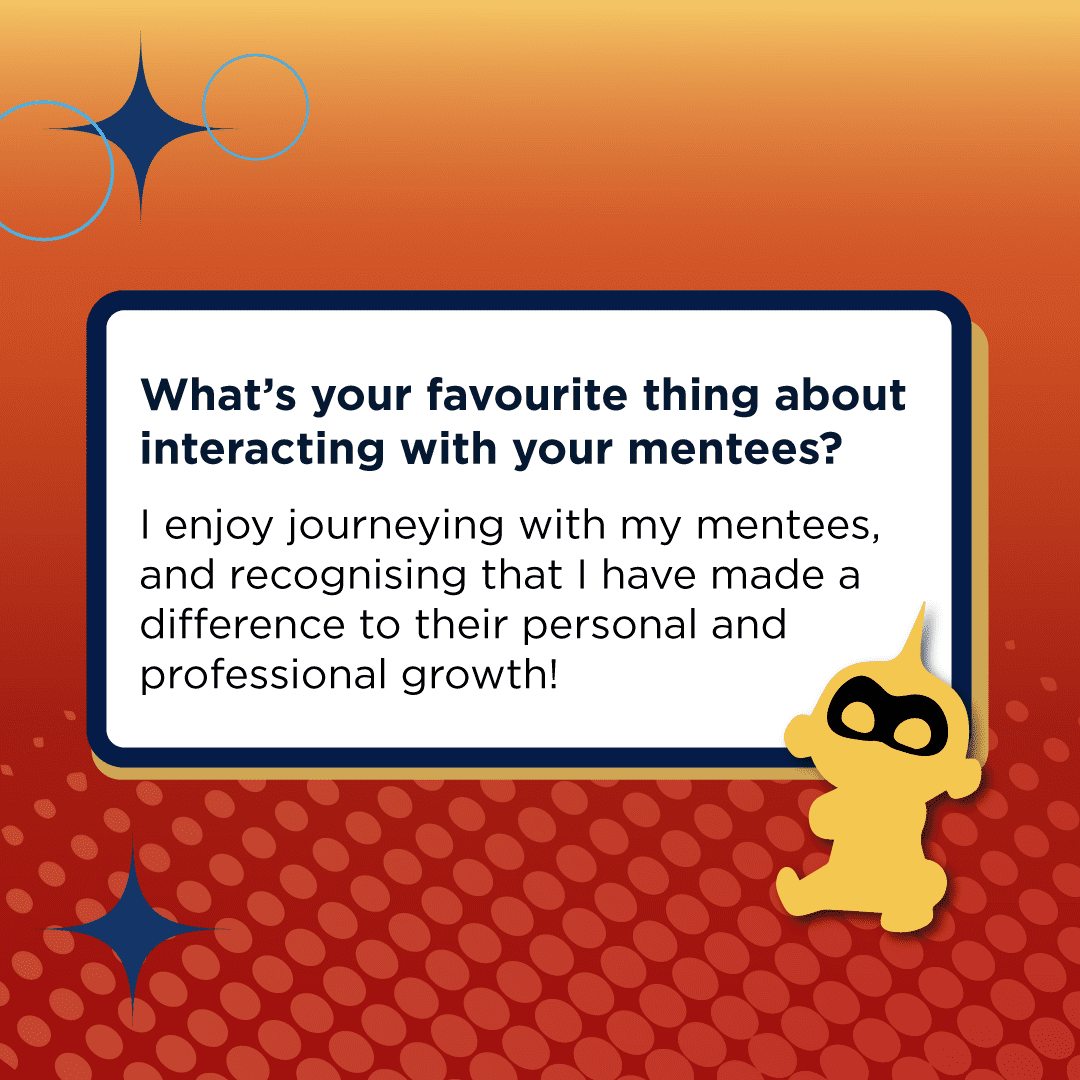 What’s your favourite thing about
interacting with your mentees?
I enjoy journeying with my mentees,
and recognising that I have made a
difference to their personal and
professional growth!